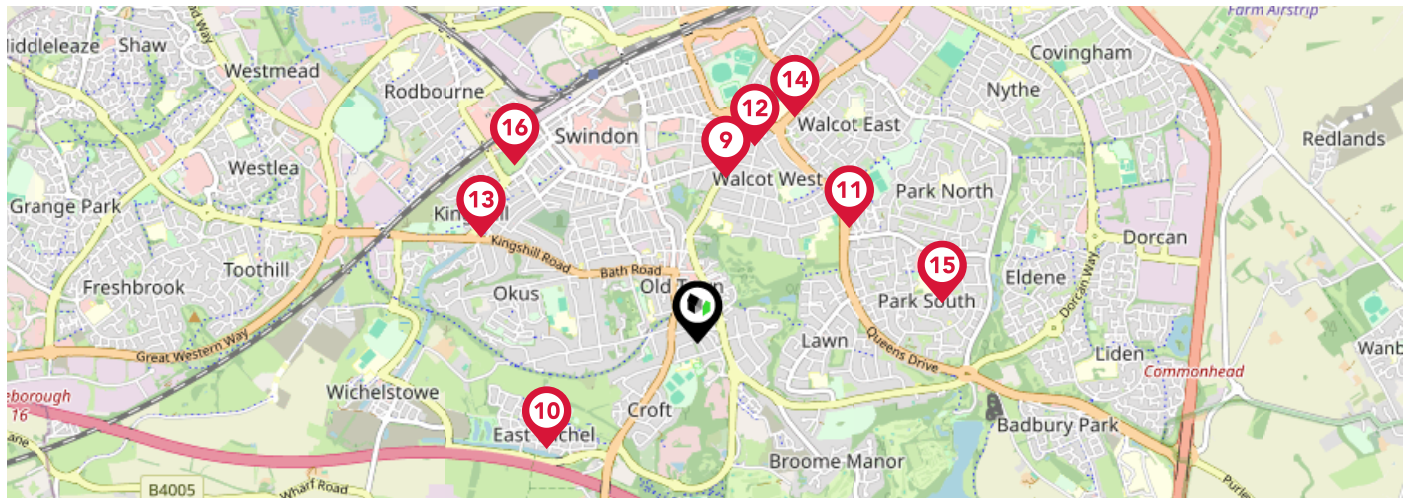 Farm Airstrip
Middleleaze
Shaw
Covingham
Westmead
Rodbourne
Nythe
14
12
16
Walcot East
Swindon
Redlands
9
Westlea
Walcot West
11
Park North
13
Grange Park
Dorcan
Kingshill Road
Bath Road
15
Toothill
Eldene
Old Town
Freshbrook
Okus
Park South
Dorcan Way
Great Western Way
Lawn
Queens Drive
Liden
Commonhead
Wichelstowe
10
Croft
16
East Wichel
Badbury Park
Broome Manor
B4005
Wharf Road